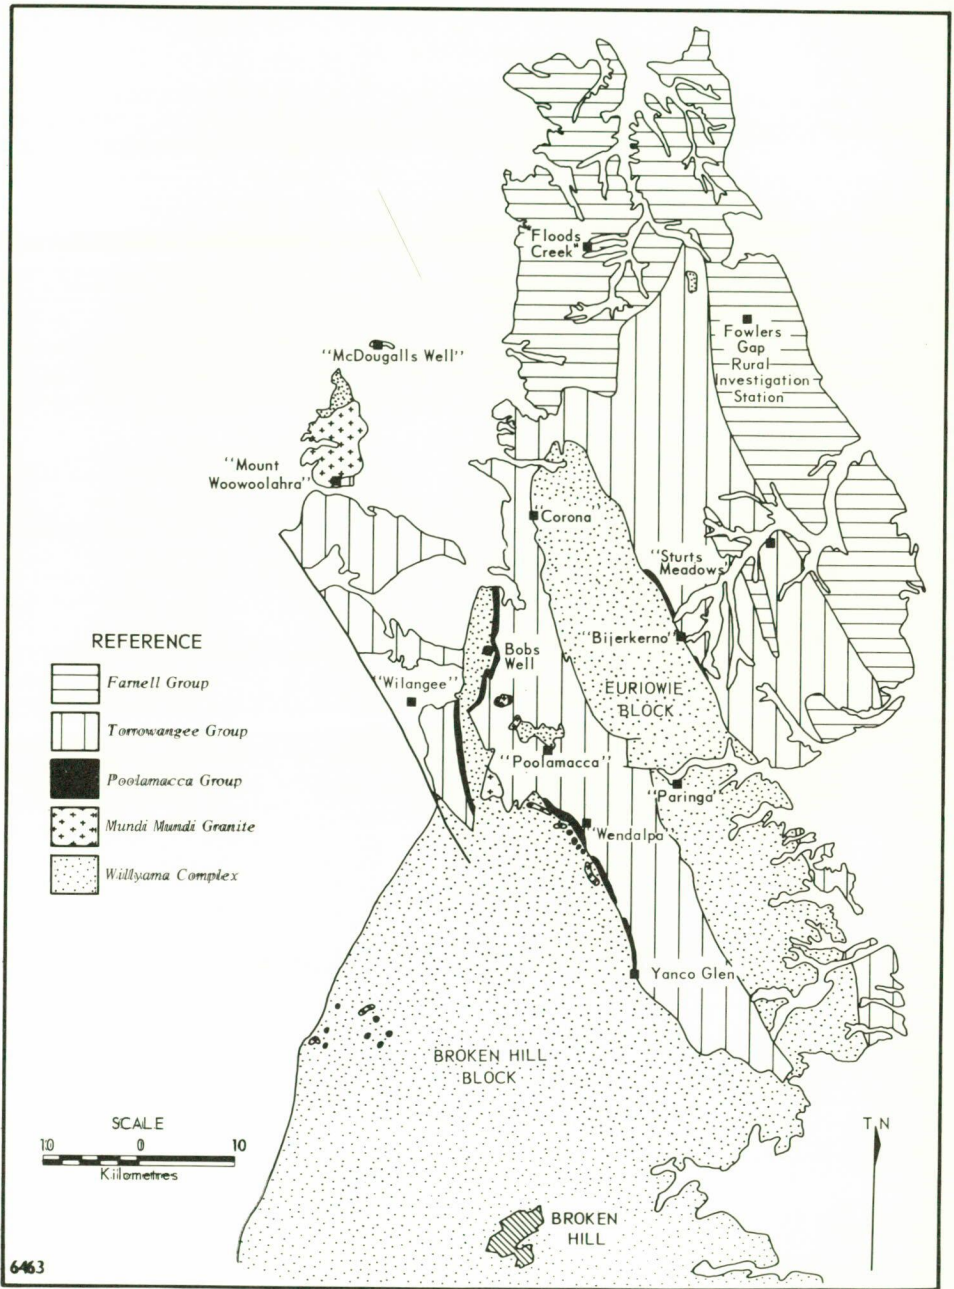 "Floods
Creek"
Fowlers
Gap
Rural
Investigation
Station
"McDougalls Well"
"Mount
Woowoolahra"
"Corona"
"Sturts
Meadows"
"Bijerkerno"
REFERENCE
Farnell Group
Torrowangee Group
Poolamacca Group
Mundi Mundi Granite
Willyama Complex
Bobs
Well
"Wilangee"
EURIOWIE
BLOCK
"Poolamacca"
"Paringa"
"Wendalpa"
Yanco Glen
BROKEN HILL
BLOCK
SCALE
10 0 10
Kilometres
T N
BROKEN
HILL
6463